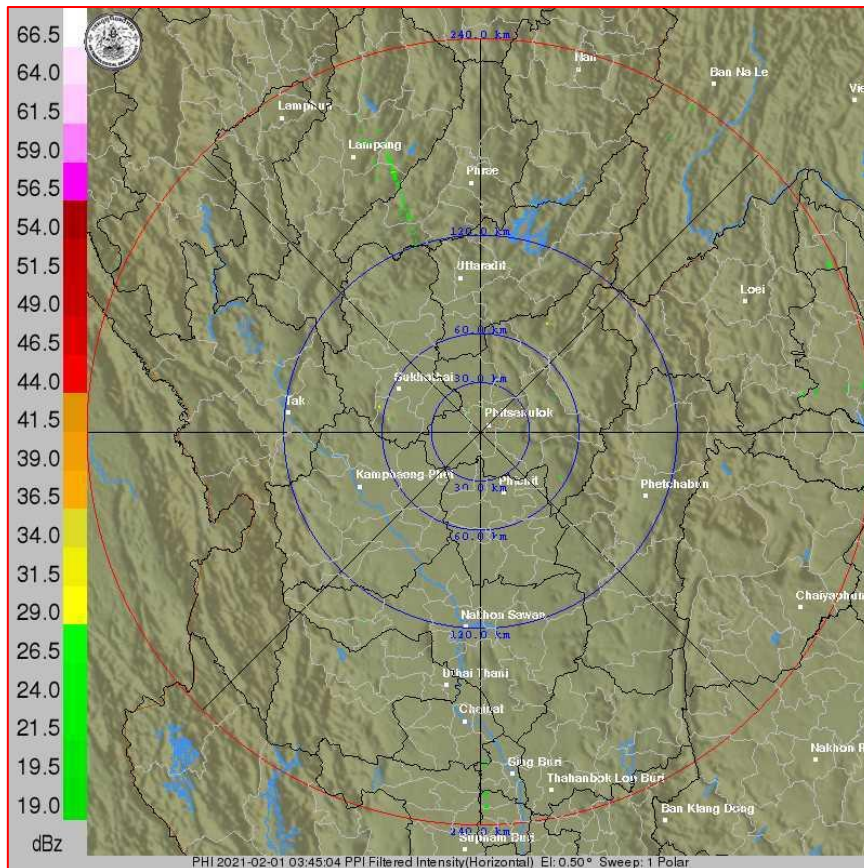 66.5
64.0
61.5
59.0
56.5
54.0
51.5
49.0
46.5
44.0
41.5
39.0
36.5
34.0
31.5
29.0
26.5
24.0
21.5
19.5
19.0
dBz
240.0 km
Nan
Ban Na Le
Vie
Lamphun
Lampang
Phree
120.0 km
Uttaradit
Loei
60.0 km
30.0 km
Sukhothai
Tak
Phitsanulok
Kamphaeng-Phet
Phichit
30.0 km
Phetchabun
60.0 km
Chaiyaphum
Nakhon Sawan
120.0 km
Uthai Thani
Chainat
Sing Buri
Nakhon R
Thahanbok Lop Buri
Ban Klang Dong
240.0 km
Suphan Buri
PHI 2021-02-01 03:45:04 PPI Filtered Intensity(Horizontal) El: 0.50° Sweep: 1 Polar